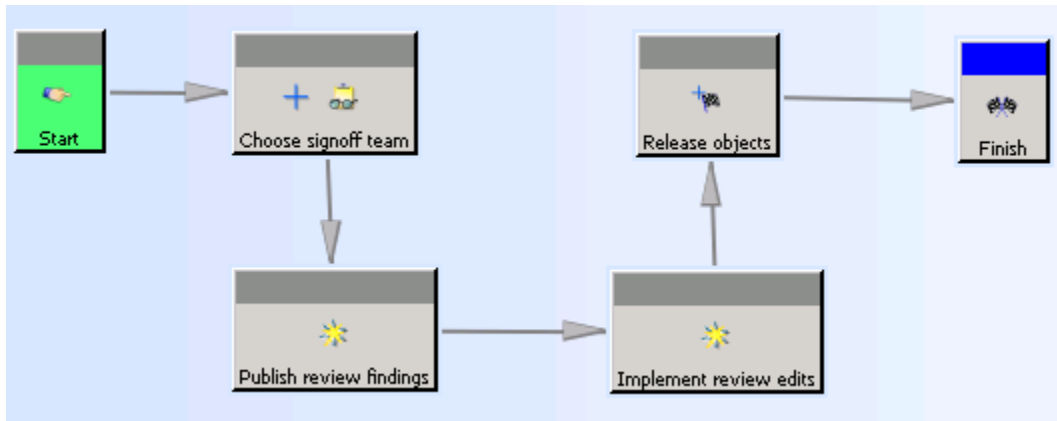 Start
Choose signoff team
Publish review findings
Implement review edits
Release objects
Finish